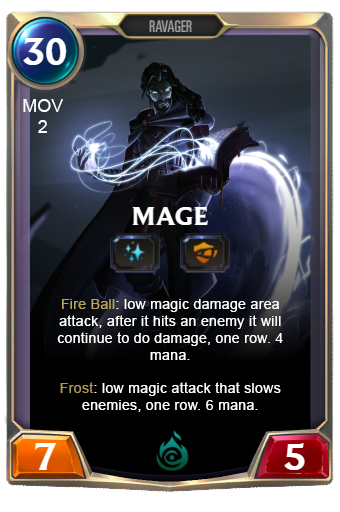 RAVAGER
30
MOV
2
MAGE
Fire Ball: low magic damage area
attack, after it hits an enemy it will
continue to do damage, one row. 4
mana.
Frost: low magic attack that slows
enemies, one row. 6 mana.
7
5